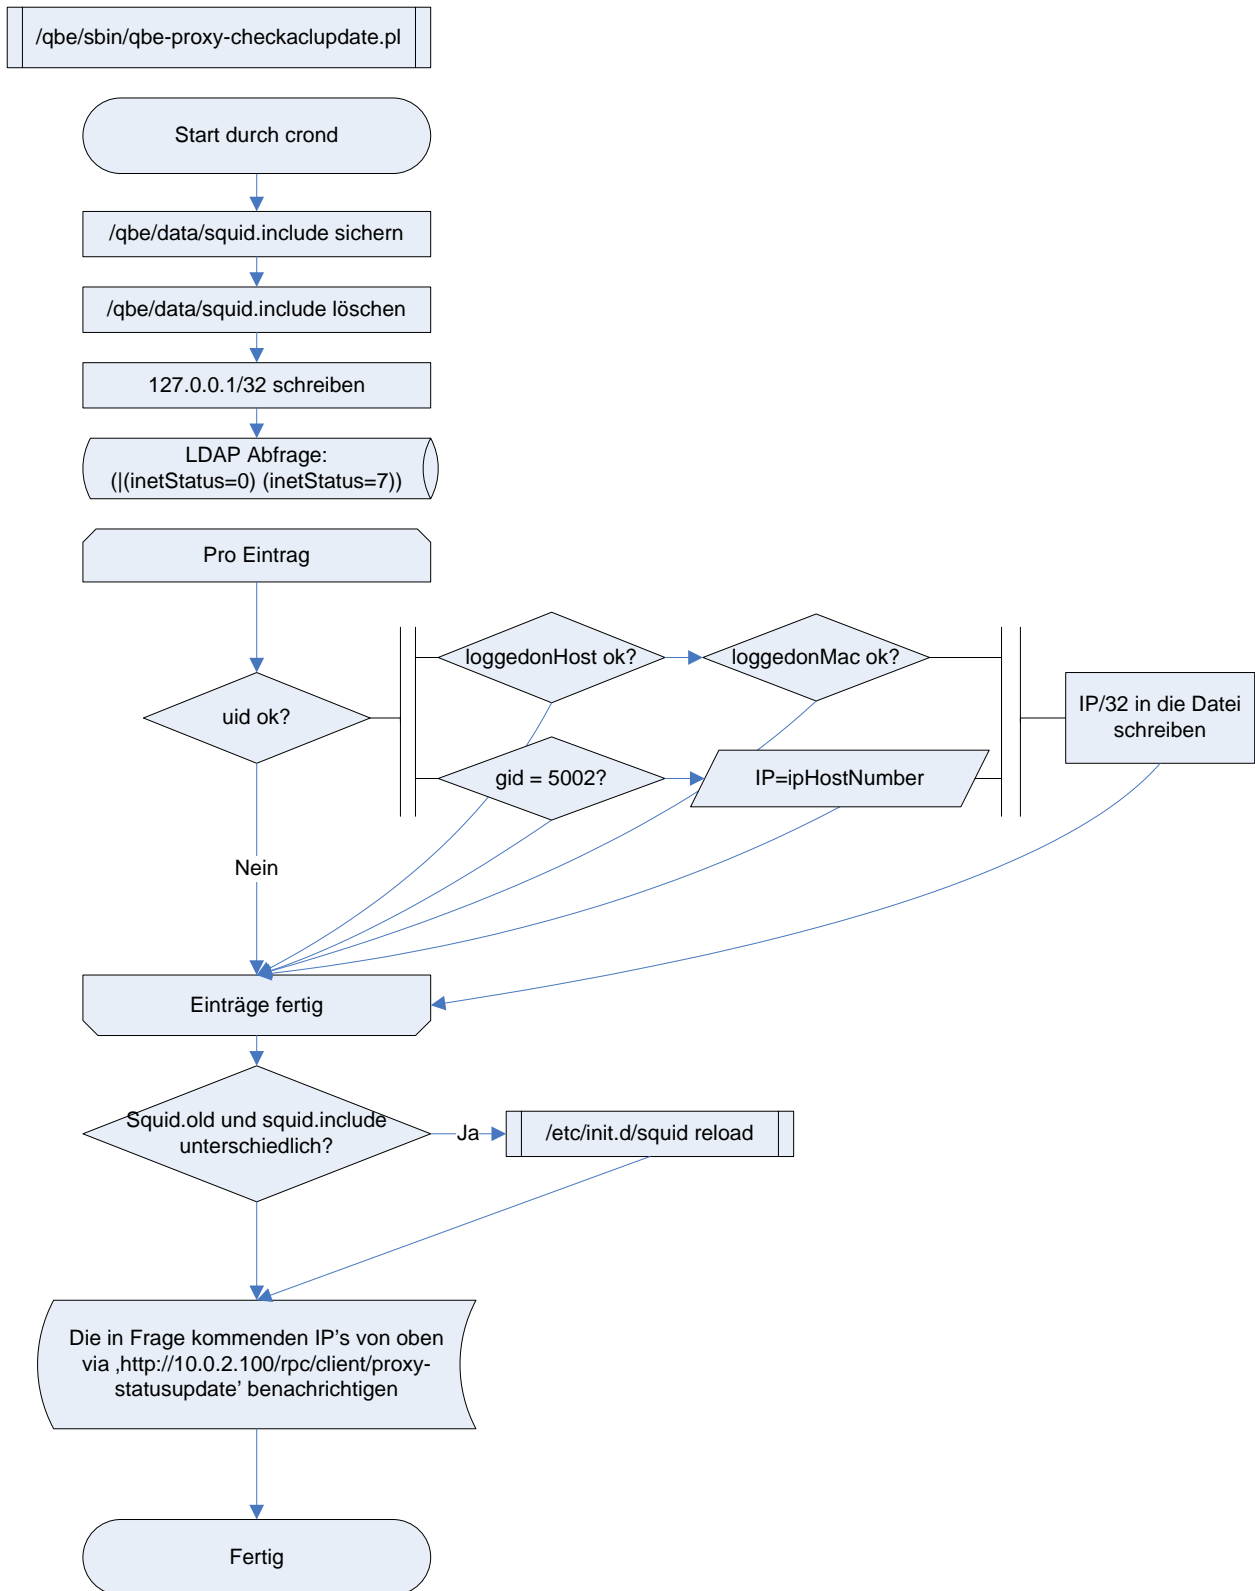 /qbe/sbin/qbe-proxy-checkaclupdate.pl
Start durch crond
/qbe/data/squid.include sichern
/qbe/data/squid.include löschen
127.0.0.1/32 schreiben
LDAP Abfrage:
(|(inetStatus=0) (inetStatus=7))
Pro Eintrag
loggedonHost ok?
loggedonMac ok?
uid ok?
IP/32 in die Datei
schreiben
gid = 5002?
IP=ipHostNumber
Nein
Einträge fertig
Squid.old und squid.include
unterschiedlich?
Ja
/etc/init.d/squid reload
Die in Frage kommenden IP’s von oben
via ‚http://10.0.2.100/rpc/client/proxy-
statusupdate’ benachrichtigen
Fertig